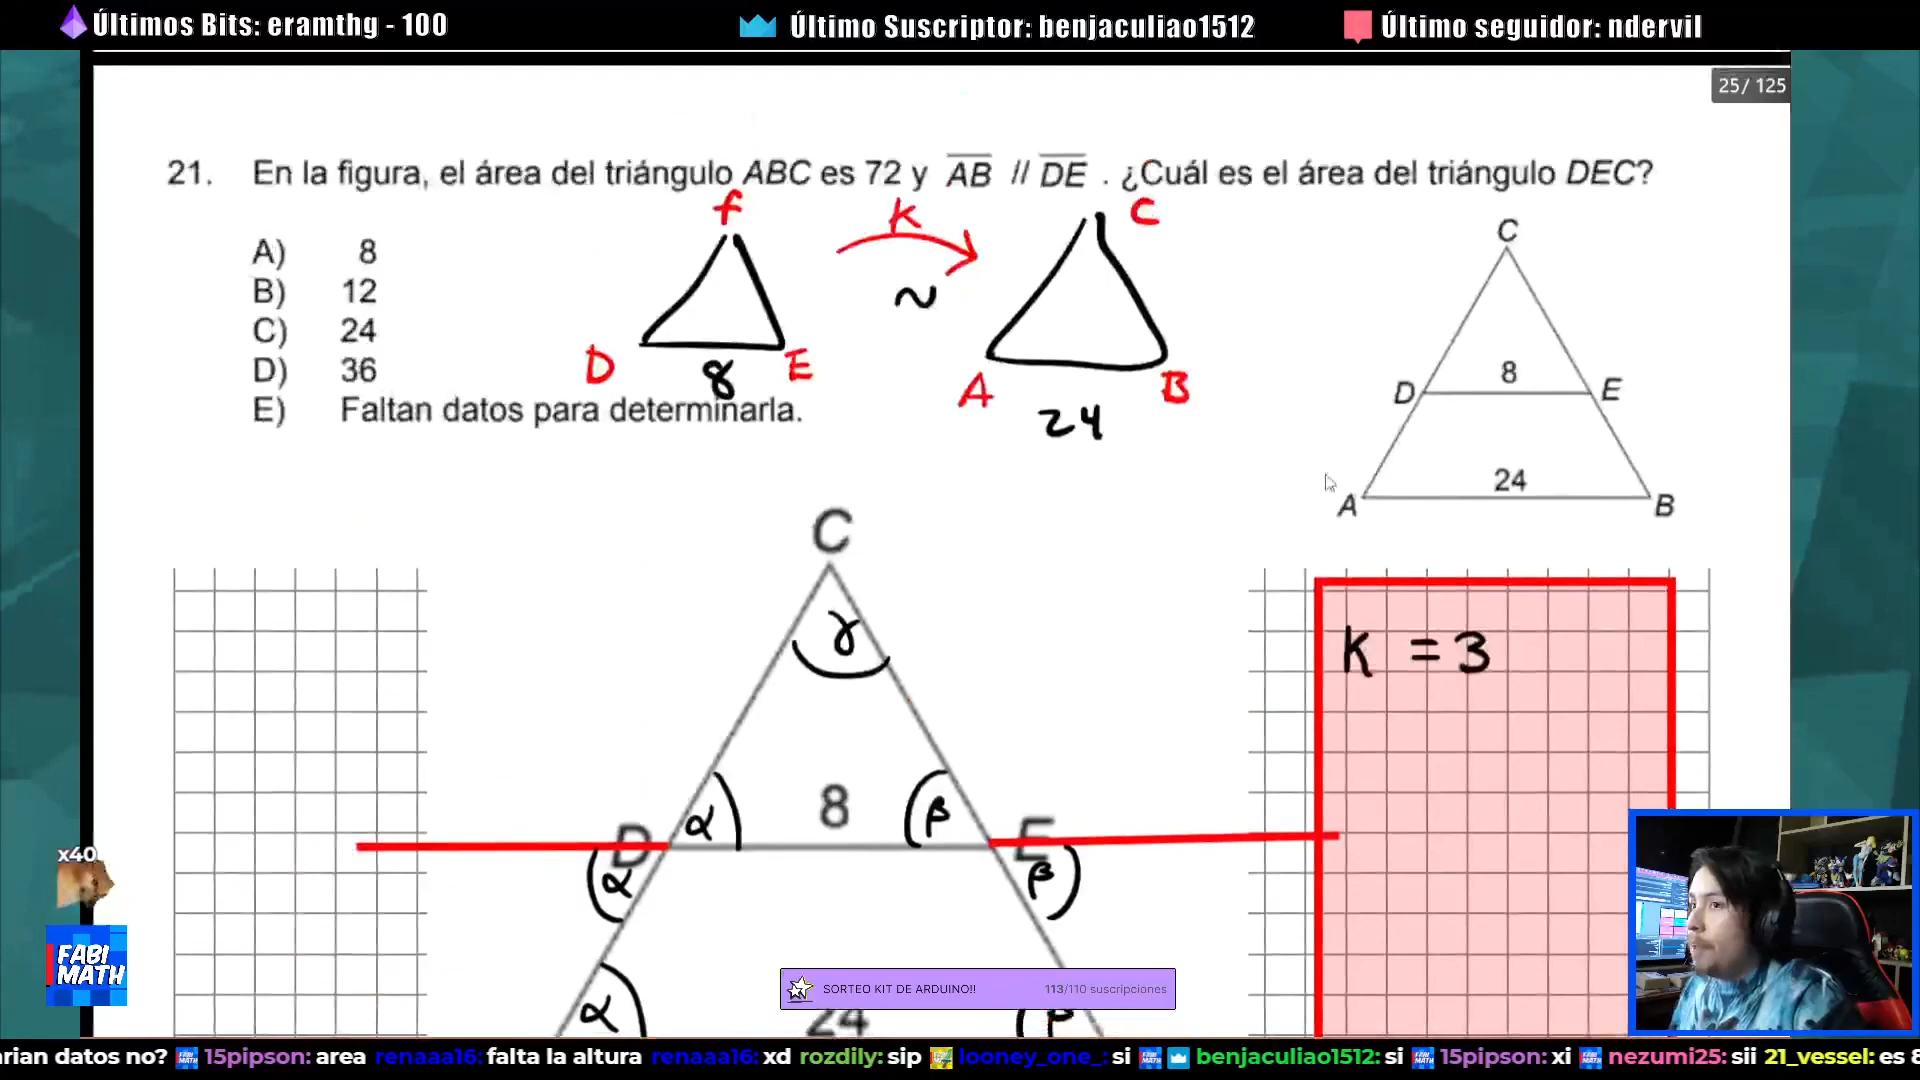 Últimos Bits: eramthg - 100
Último Suscriptor: benjaculiao1512
Último seguidor: ndervil
25/ 125
21. En la figura, el área del triángulo ABC es 72 y AB // DE . ¿Cuál es el área del triángulo DEC?
A) 8
B) 12
C) 24
D) 36
E) Faltan datos para determinarla.
f
D 8 E
K
~
C
A B
24
C
D 8 E
24
A B
C
γ
α 8 β
D E
α β
α 24 β
K = 3
x40
FABI
MATH
SORTEO KIT DE ARDUINO!! 113/110 suscripciones
arian datos no? 15pipson: area renaaa16: falta la altura renaaa16: xd rozdily: sip looney_one_: si benjaculiao1512: si 15pipson: xi nezumi25: sii 21_vessel: es 8